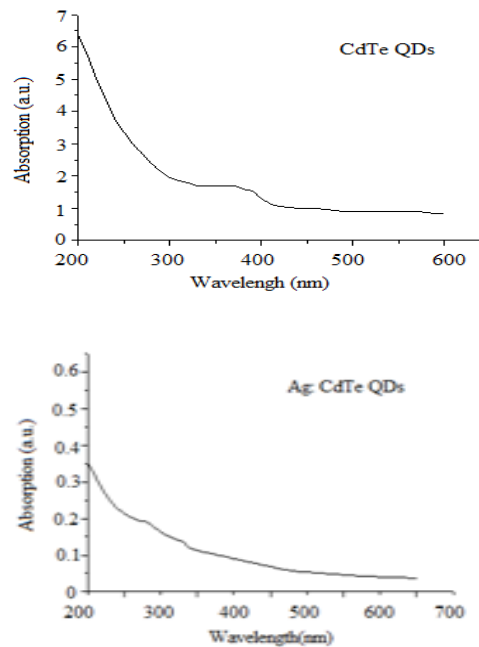 7
CdTe QDs
6
5
4
3
2
1
0
Absorption (a.u.)
200 300 400 500 600
Wavelengh (nm)
0.6
Ag: CdTe QDs
0.5
0.4
0.3
0.2
0.1
0
Absorption (a.u.)
200 300 400 500 600 700
Wavelength(nm)